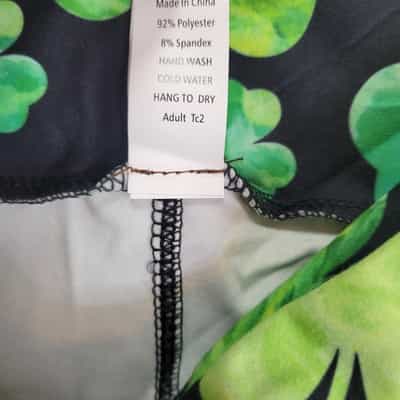 Made In China
92% Polyester
8% Spandex
HAND WASH
COLD WATER
HANG TO DRY
Adult Tc2